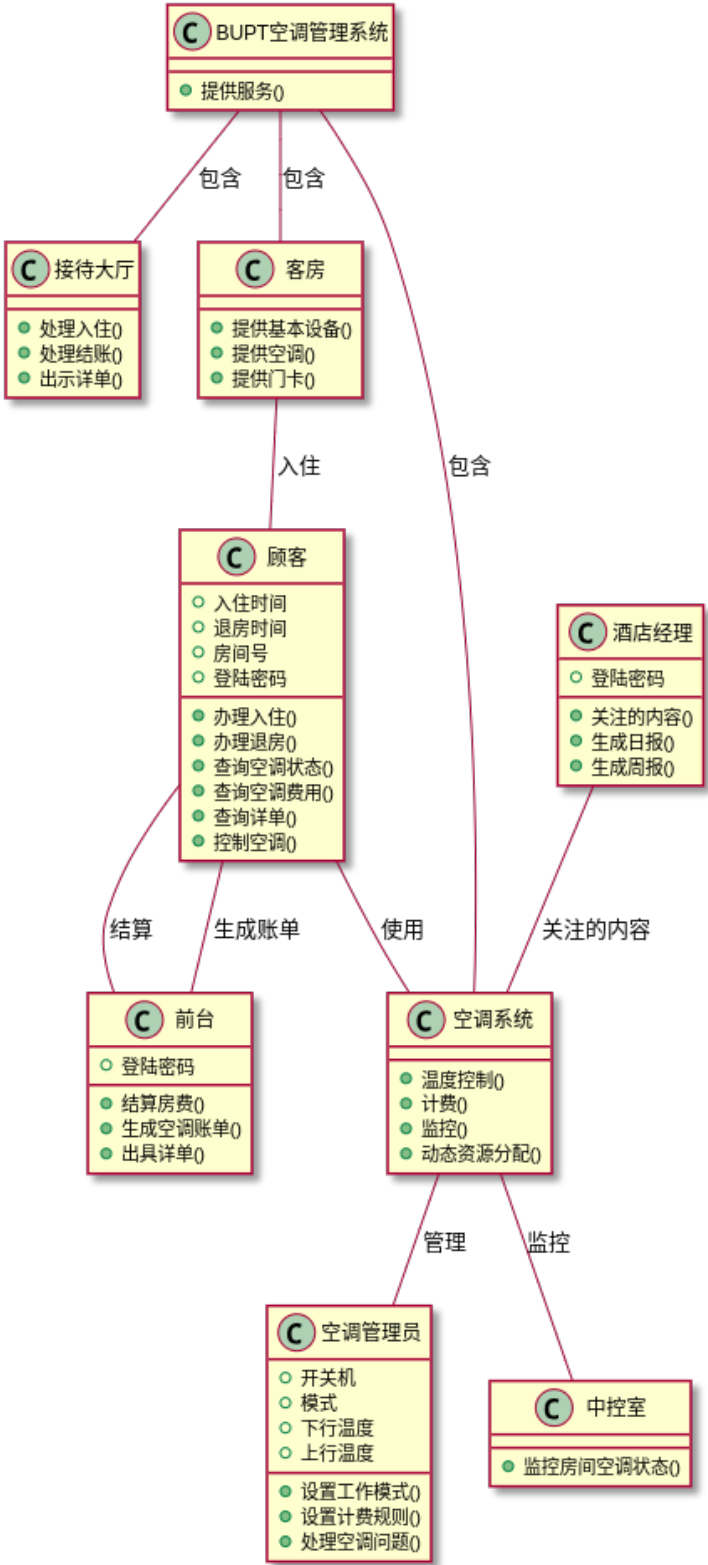 C BUPT空调管理系统
提供服务()
包含
包含
C 接待大厅
处理入住()
处理结账()
出示详单()
C 客房
提供基本设备()
提供空调()
提供门卡()
入住
包含
C 顾客
入住时间
退房时间
房间号
登陆密码
办理入住()
办理退房()
查询空调状态()
查询空调费用()
查询详单()
控制空调()
C 酒店经理
登陆密码
关注的内容()
生成日报()
生成周报()
结算
生成账单
使用
关注的内容
C 前台
登陆密码
结算房费()
生成空调账单()
出具详单()
C 空调系统
温度控制()
计费()
监控()
动态资源分配()
管理
监控
C 空调管理员
开关机
模式
下行温度
上行温度
设置工作模式()
设置计费规则()
处理空调问题()
C 中控室
监控房间空调状态()